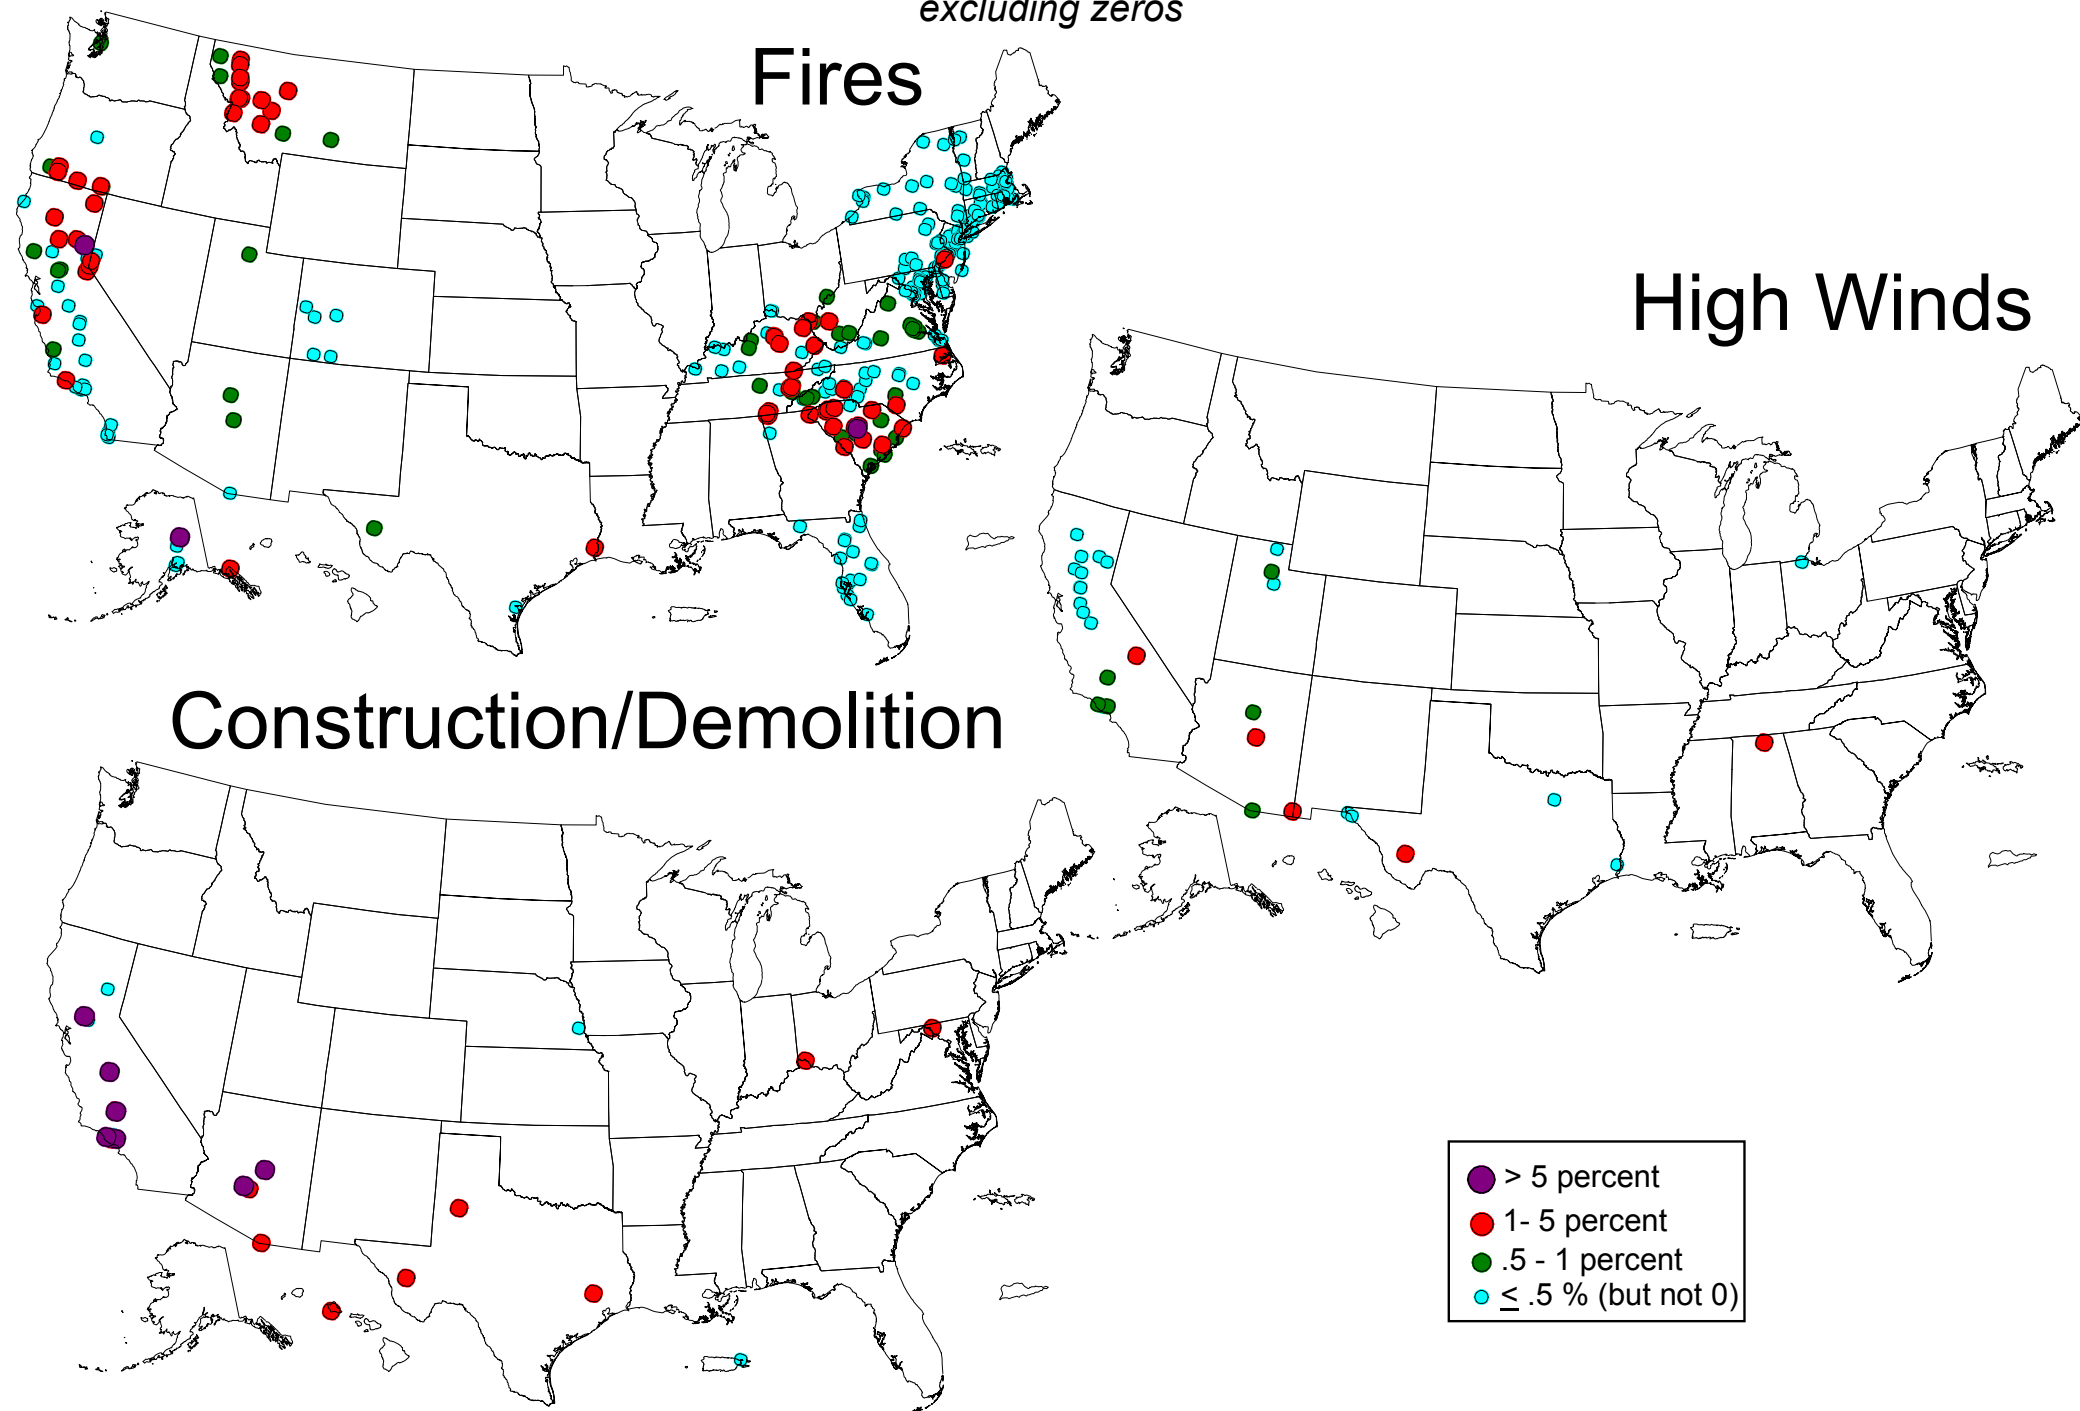 excluding zeros
Fires
High Winds
Construction/Demolition
> 5 percent
1- 5 percent
.5 - 1 percent
≤ .5 % (but not 0)